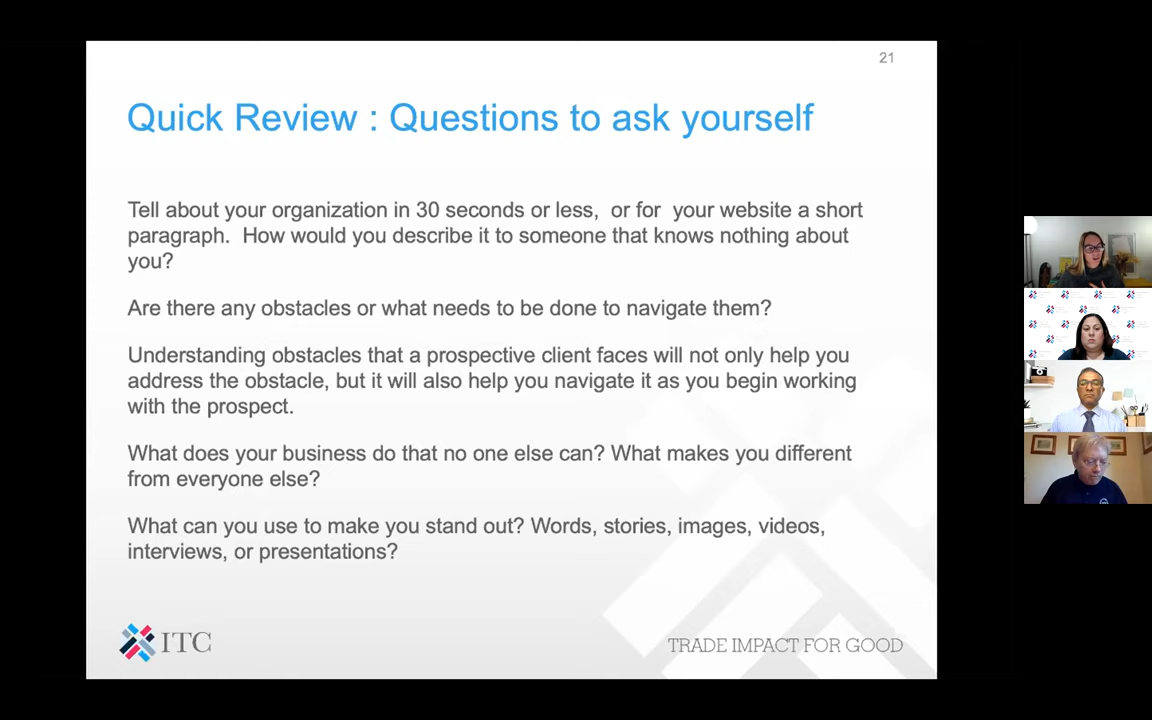 21
Quick Review : Questions to ask yourself
Tell about your organization in 30 seconds or less,  or for  your website a short
paragraph.  How would you describe it to someone that knows nothing about
you?
Are there any obstacles or what needs to be done to navigate them?
Understanding obstacles that a prospective client faces will not only help you
address the obstacle, but it will also help you navigate it as you begin working
with the prospect.
What does your business do that no one else can? What makes you different
from everyone else?
What can you use to make you stand out? Words, stories, images, videos,
interviews, or presentations?
ITC
TRADE IMPACT FOR GOOD